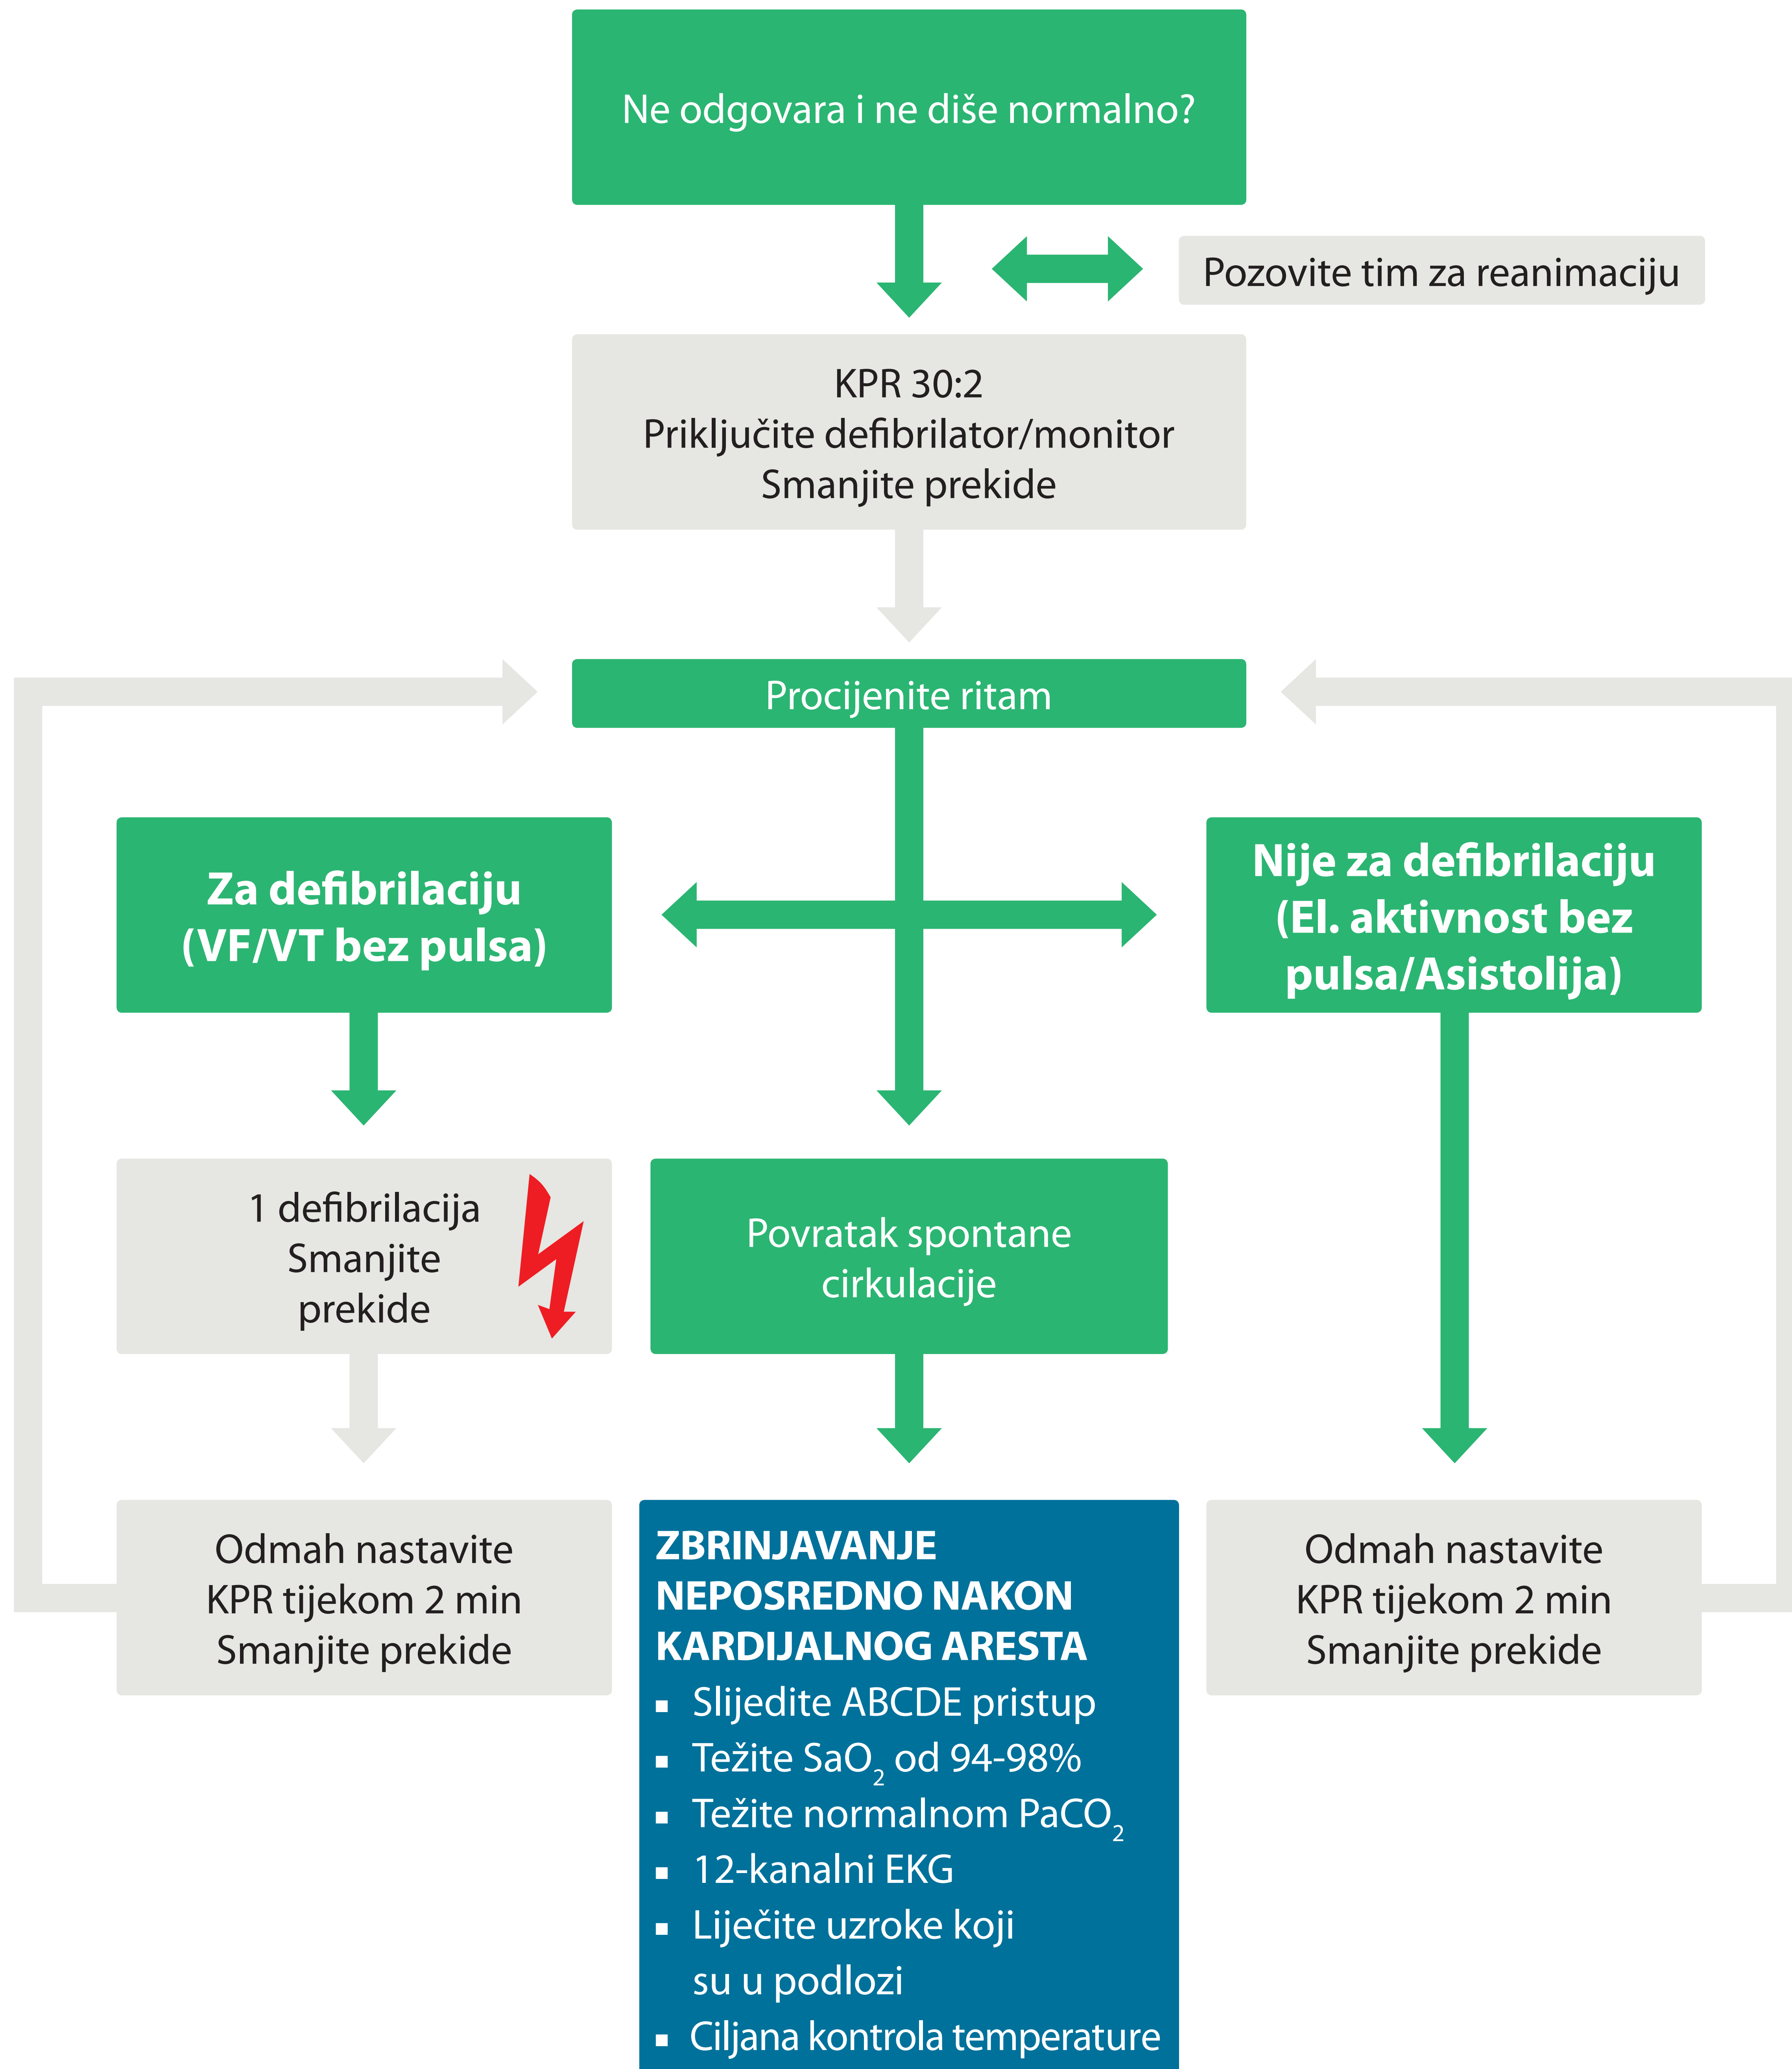 Ne odgovara i ne diše normalno?
Pozovite tim za reanimaciju
KPR 30:2
Priključite defibrilator/monitor
Smanjite prekide
Procijenite ritam
Za defibrilaciju
(VF/VT bez pulsa)
Nije za defibrilaciju
(El. aktivnost bez
pulsa/Asistolija)
1 defibrilacija
Smanjite
prekide
Povratak spontane
cirkulacije
Odmah nastavite
KPR tijekom 2 min
Smanjite prekide
ZBRINJAVANJE
NEPOSREDNO NAKON
KARDIJALNOG ARESTA
▪ Slijedite ABCDE pristup
▪ Težite SaO₂ od 94-98%
▪ Težite normalnom PaCO₂
▪ 12-kanalni EKG
▪ Liječite uzroke koji
su u podlozi
▪ Ciljana kontrola temperature
Odmah nastavite
KPR tijekom 2 min
Smanjite prekide